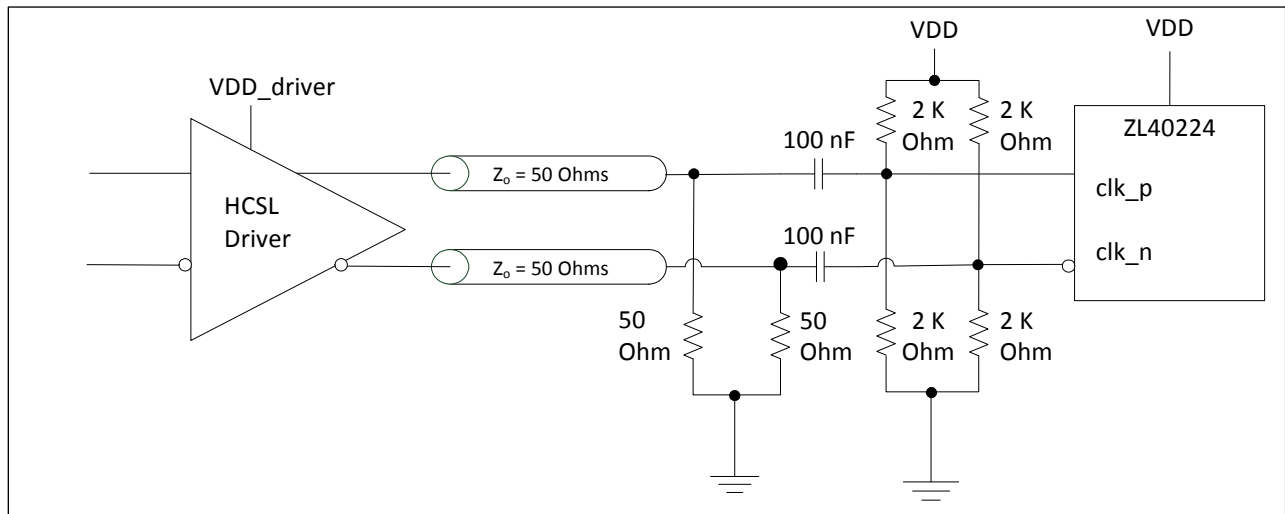 VDD
VDD
VDD_driver
2 K
Ohm
2 K
Ohm
ZL40224
100 nF
Zo = 50 Ohms
clk_p
HCSL
Driver
100 nF
clk_n
Zo = 50 Ohms
50
Ohm
50
Ohm
2 K
Ohm
2 K
Ohm